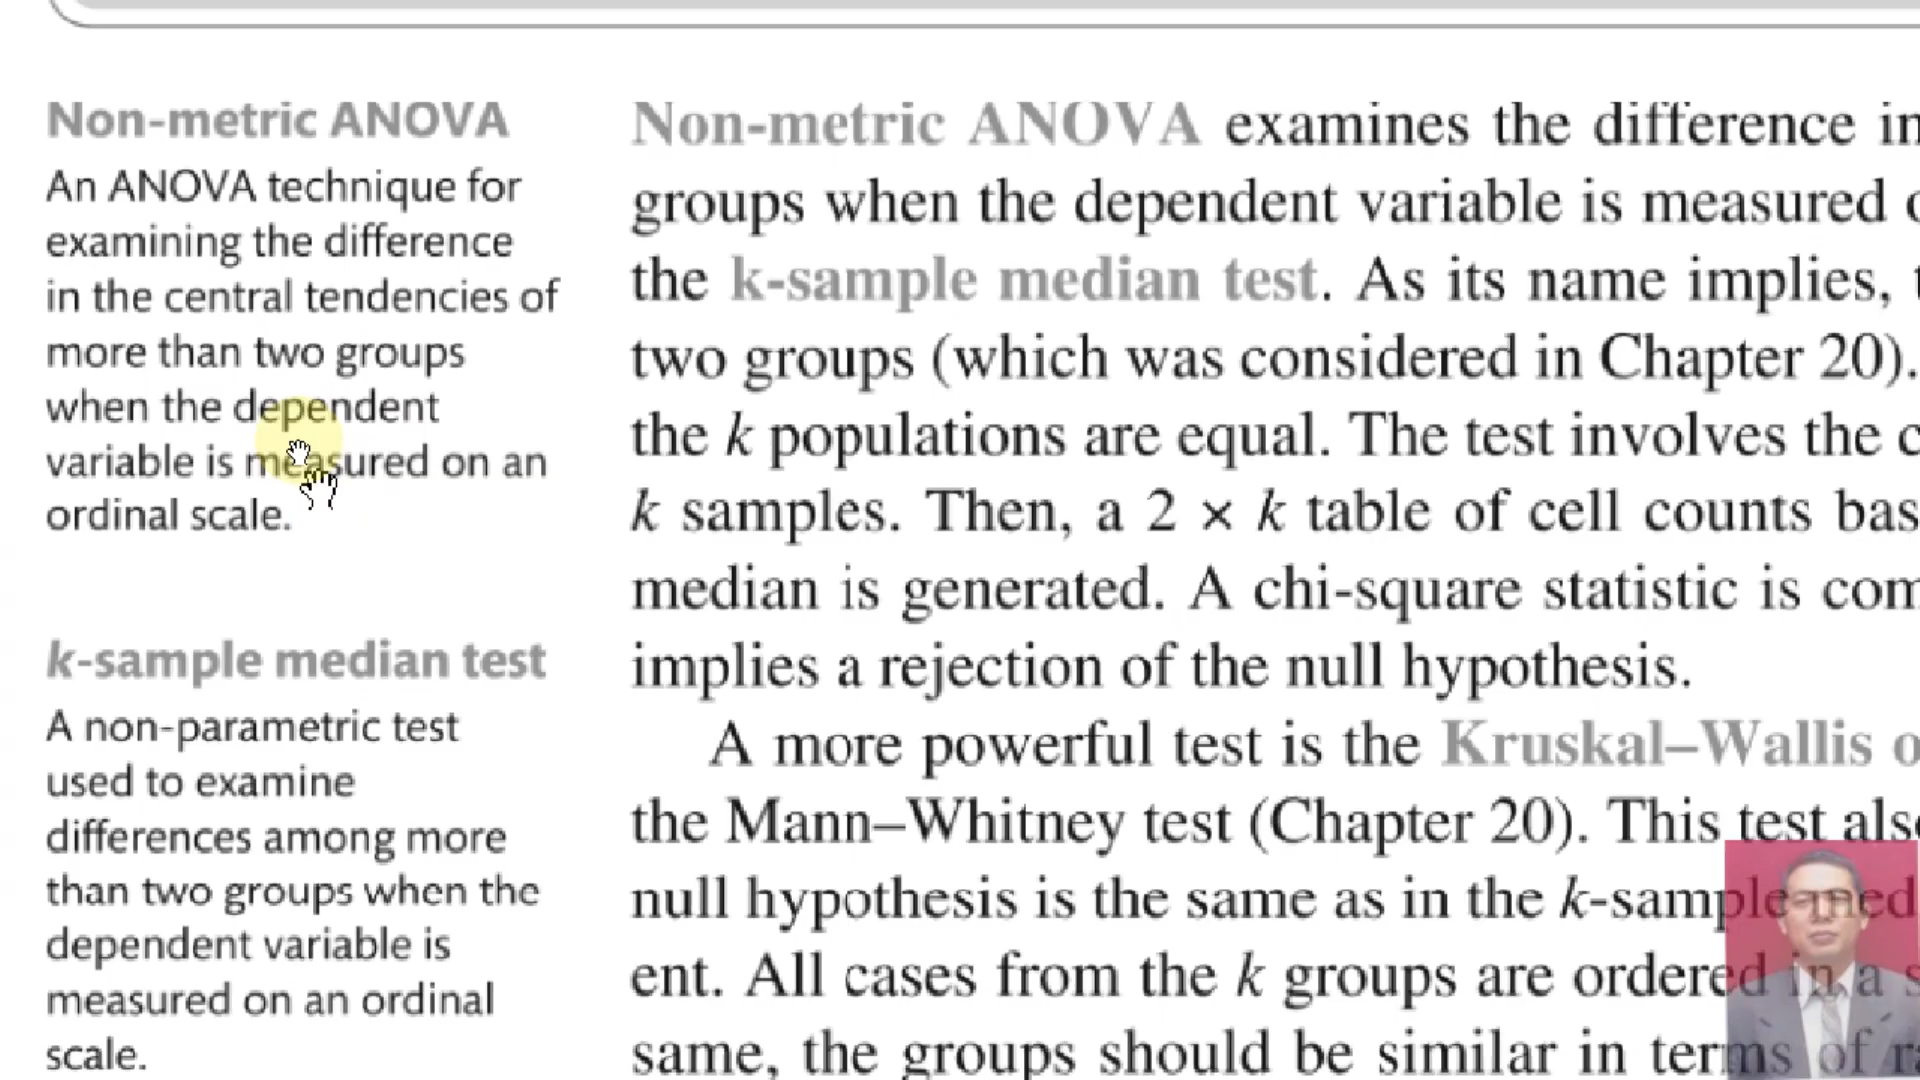 Non-metric ANOVA
An ANOVA technique for
examining the difference
in the central tendencies of
more than two groups
when the dependent
variable is measured on an
ordinal scale.
k-sample median test
A non-parametric test
used to examine
differences among more
than two groups when the
dependent variable is
measured on an ordinal
scale.
Non-metric ANOVA examines the difference in
groups when the dependent variable is measured
the k-sample median test. As its name implies,
two groups (which was considered in Chapter 20).
the k populations are equal. The test involves the
k samples. Then, a 2 × k table of cell counts
median is generated. A chi-square statistic is
implies a rejection of the null hypothesis.
A more powerful test is the Kruskal–Wallis
the Mann–Whitney test (Chapter 20). This test
null hypothesis is the same as in the
ent. All cases from the k groups are ordered in a
same, the groups should be similar in terms of